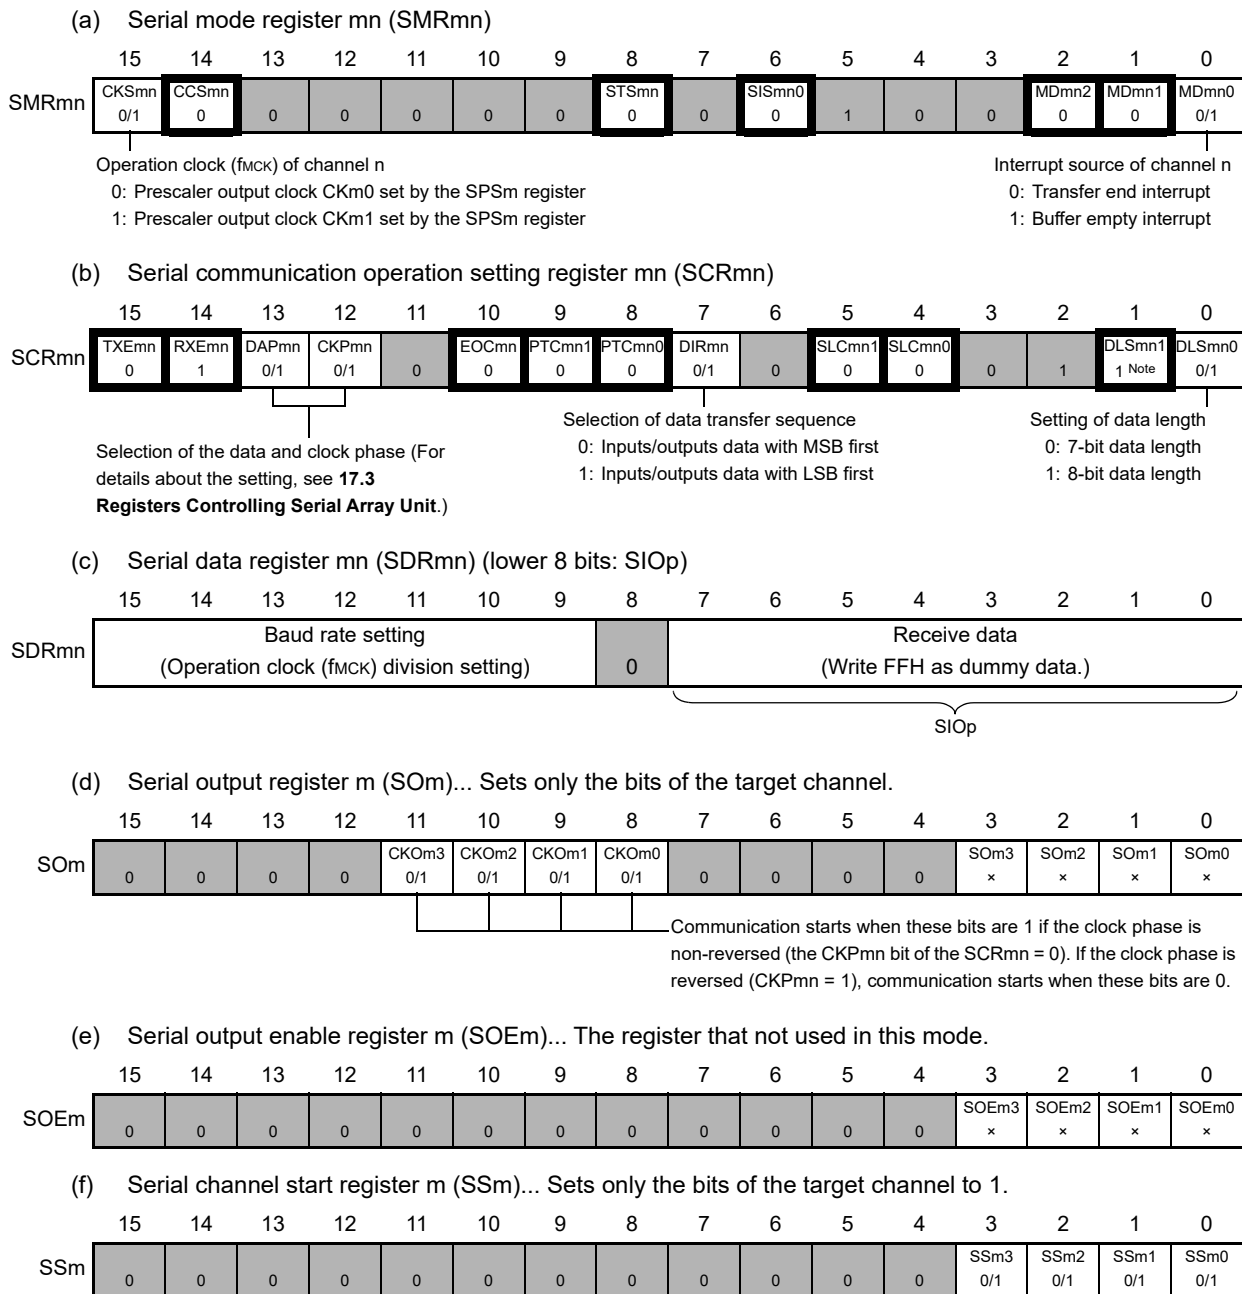 (a) Serial mode register mn (SMRmn)
15 14 13 12 11 10 9 8 7 6 5 4 3 2 1 0
SMRmn
CKSmn CCSmn STSmn SISmn0 MDmn2 MDmn1 MDmn0
0/1 0 0 0 0 0 0 0 0 0 1 0 0 0 0 0/1
Operation clock (fMCK) of channel n
0: Prescaler output clock CKm0 set by the SPSm register
1: Prescaler output clock CKm1 set by the SPSm register
Interrupt source of channel n
0: Transfer end interrupt
1: Buffer empty interrupt
(b) Serial communication operation setting register mn (SCRmn)
15 14 13 12 11 10 9 8 7 6 5 4 3 2 1 0
SCRmn
TXEmn RXEmn DAPmn CKPmn EOCmn PTCmn1 PTCmn0 DIRmn SLCmn1 SLCmn0 DLSmn1 DLSmn0
0 1 0/1 0/1 0 0 0 0 0/1 0 0 0 0 1 1 Note 0/1
Selection of the data and clock phase (For
details about the setting, see 17.3
Registers Controlling Serial Array Unit.)
Selection of data transfer sequence
0: Inputs/outputs data with MSB first
1: Inputs/outputs data with LSB first
Setting of data length
0: 7-bit data length
1: 8-bit data length
(c) Serial data register mn (SDRmn) (lower 8 bits: SIOp)
15 14 13 12 11 10 9 8 7 6 5 4 3 2 1 0
SDRmn
Baud rate setting
(Operation clock (fMCK) division setting)
0
Receive data
(Write FFH as dummy data.)
SIOp
(d) Serial output register m (SOm)... Sets only the bits of the target channel.
15 14 13 12 11 10 9 8 7 6 5 4 3 2 1 0
SOm
CKOm3 CKOm2 CKOm1 CKOm0 SOm3 SOm2 SOm1 SOm0
0 0 0 0 0/1 0/1 0/1 0/1 0 0 0 0 × × × ×
Communication starts when these bits are 1 if the clock phase is
non-reversed (the CKPmn bit of the SCRmn = 0). If the clock phase is
reversed (CKPmn = 1), communication starts when these bits are 0.
(e) Serial output enable register m (SOEm)... The register that not used in this mode.
15 14 13 12 11 10 9 8 7 6 5 4 3 2 1 0
SOEm
SOEm3 SOEm2 SOEm1 SOEm0
0 0 0 0 0 0 0 0 0 0 0 0 × × × ×
(f) Serial channel start register m (SSm)... Sets only the bits of the target channel to 1.
15 14 13 12 11 10 9 8 7 6 5 4 3 2 1 0
SSm
SSm3 SSm2 SSm1 SSm0
0 0 0 0 0 0 0 0 0 0 0 0 0/1 0/1 0/1 0/1